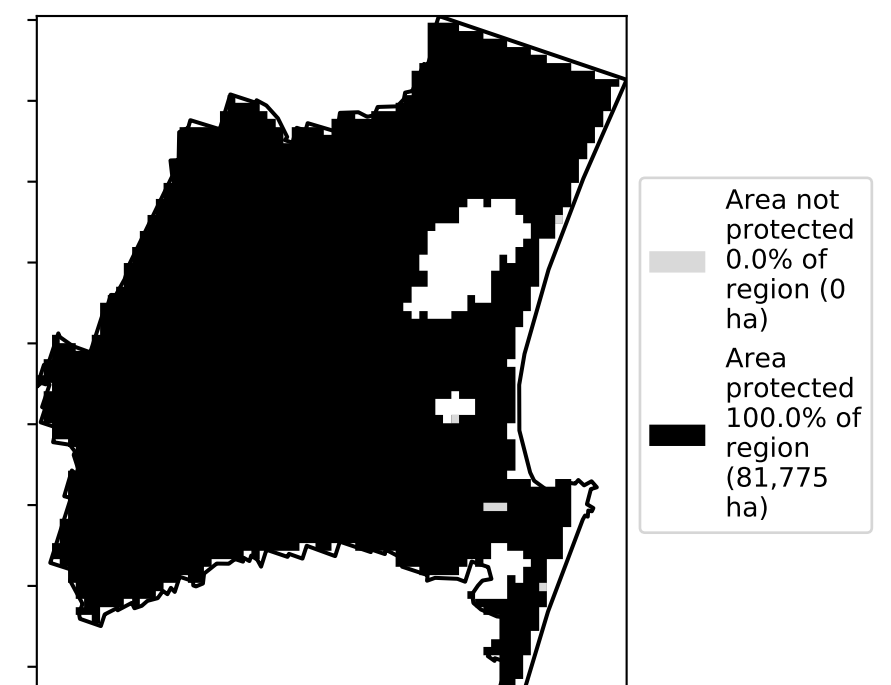 Area not
protected
0.0% of
region (0
ha)
Area
protected
100.0% of
region
(81,775
ha)